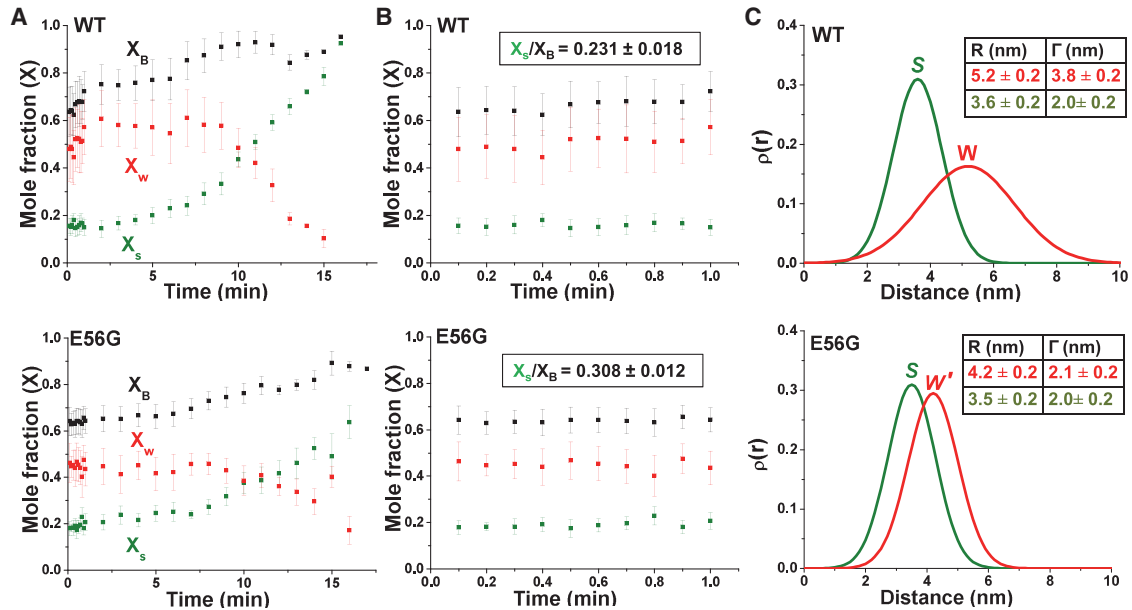 A
WT
1.0
0.8
0.6
0.4
0.2
0.0
Mole fraction (X)
X_B
X_w
X_s
0
5
10
15
Time (min)
B
WT
X_s/X_B = 0.231 ± 0.018
1.0
0.8
0.6
0.4
0.2
0.0
Mole fraction (X)
0.0 0.2 0.4 0.6 0.8 1.0
Time (min)
C
WT
0.4
0.3
0.2
0.1
0.0
ρ(r)
S
W
R (nm) Γ (nm)
5.2 ± 0.2 3.8 ± 0.2
3.6 ± 0.2 2.0± 0.2
0 2 4 6 8 10
Distance (nm)
E56G
1.0
0.8
0.6
0.4
0.2
0.0
Mole fraction (X)
X_B
X_w
X_s
0 5 10 15
Time (min)
E56G
X_s/X_B = 0.308 ± 0.012
1.0
0.8
0.6
0.4
0.2
0.0
Mole fraction (X)
0.0 0.2 0.4 0.6 0.8 1.0
Time (min)
E56G
0.4
0.3
0.2
0.1
0.0
ρ(r)
S
W'
R (nm) Γ (nm)
4.2 ± 0.2 2.1 ± 0.2
3.5 ± 0.2 2.0± 0.2
0 2 4 6 8 10
Distance (nm)